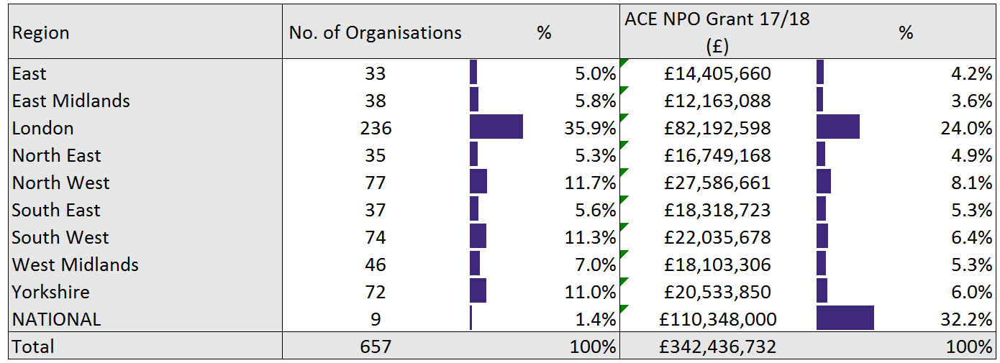 Region No. of Organisations % ACE NPO Grant 17/18 (£) %
East 33 5.0% £14,405,660 4.2%
East Midlands 38 5.8% £12,163,088 3.6%
London 236 35.9% £82,192,598 24.0%
North East 35 5.3% £16,749,168 4.9%
North West 77 11.7% £27,586,661 8.1%
South East 37 5.6% £18,318,723 5.3%
South West 74 11.3% £22,035,678 6.4%
West Midlands 46 7.0% £18,103,306 5.3%
Yorkshire 72 11.0% £20,533,850 6.0%
NATIONAL 9 1.4% £110,348,000 32.2%
Total 657 100% £342,436,732 100%